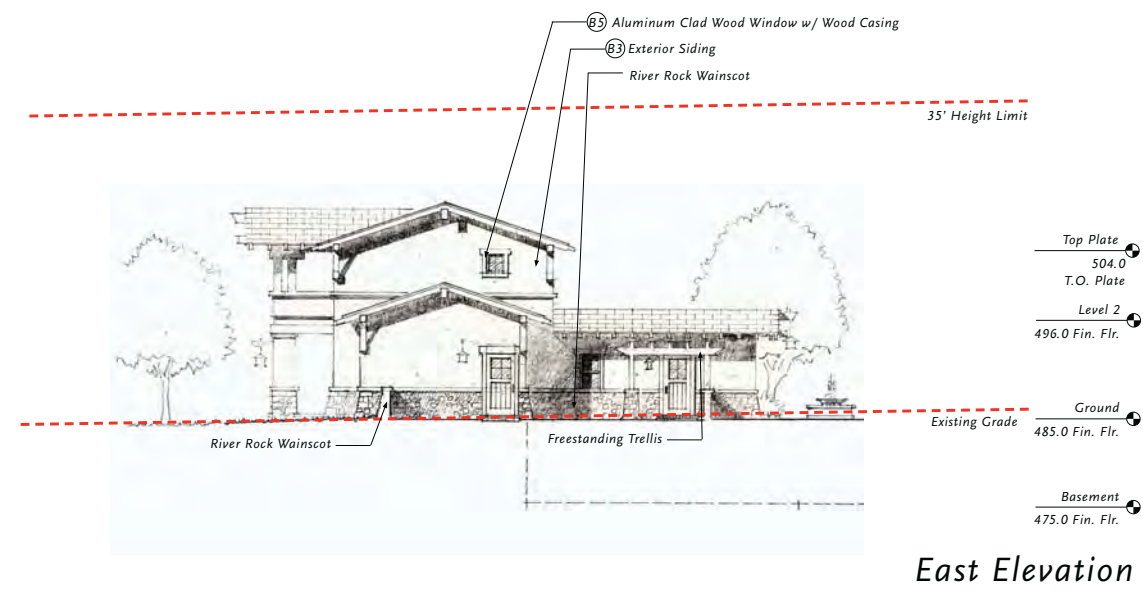 B5 Aluminum Clad Wood Window w/ Wood Casing
B3 Exterior Siding
River Rock Wainscot
35' Height Limit
Top Plate
504.0
T.O. Plate
Level 2
496.0 Fin. Flr.
Ground
485.0 Fin. Flr.
Existing Grade
River Rock Wainscot
Freestanding Trellis
Basement
475.0 Fin. Flr.
East Elevation